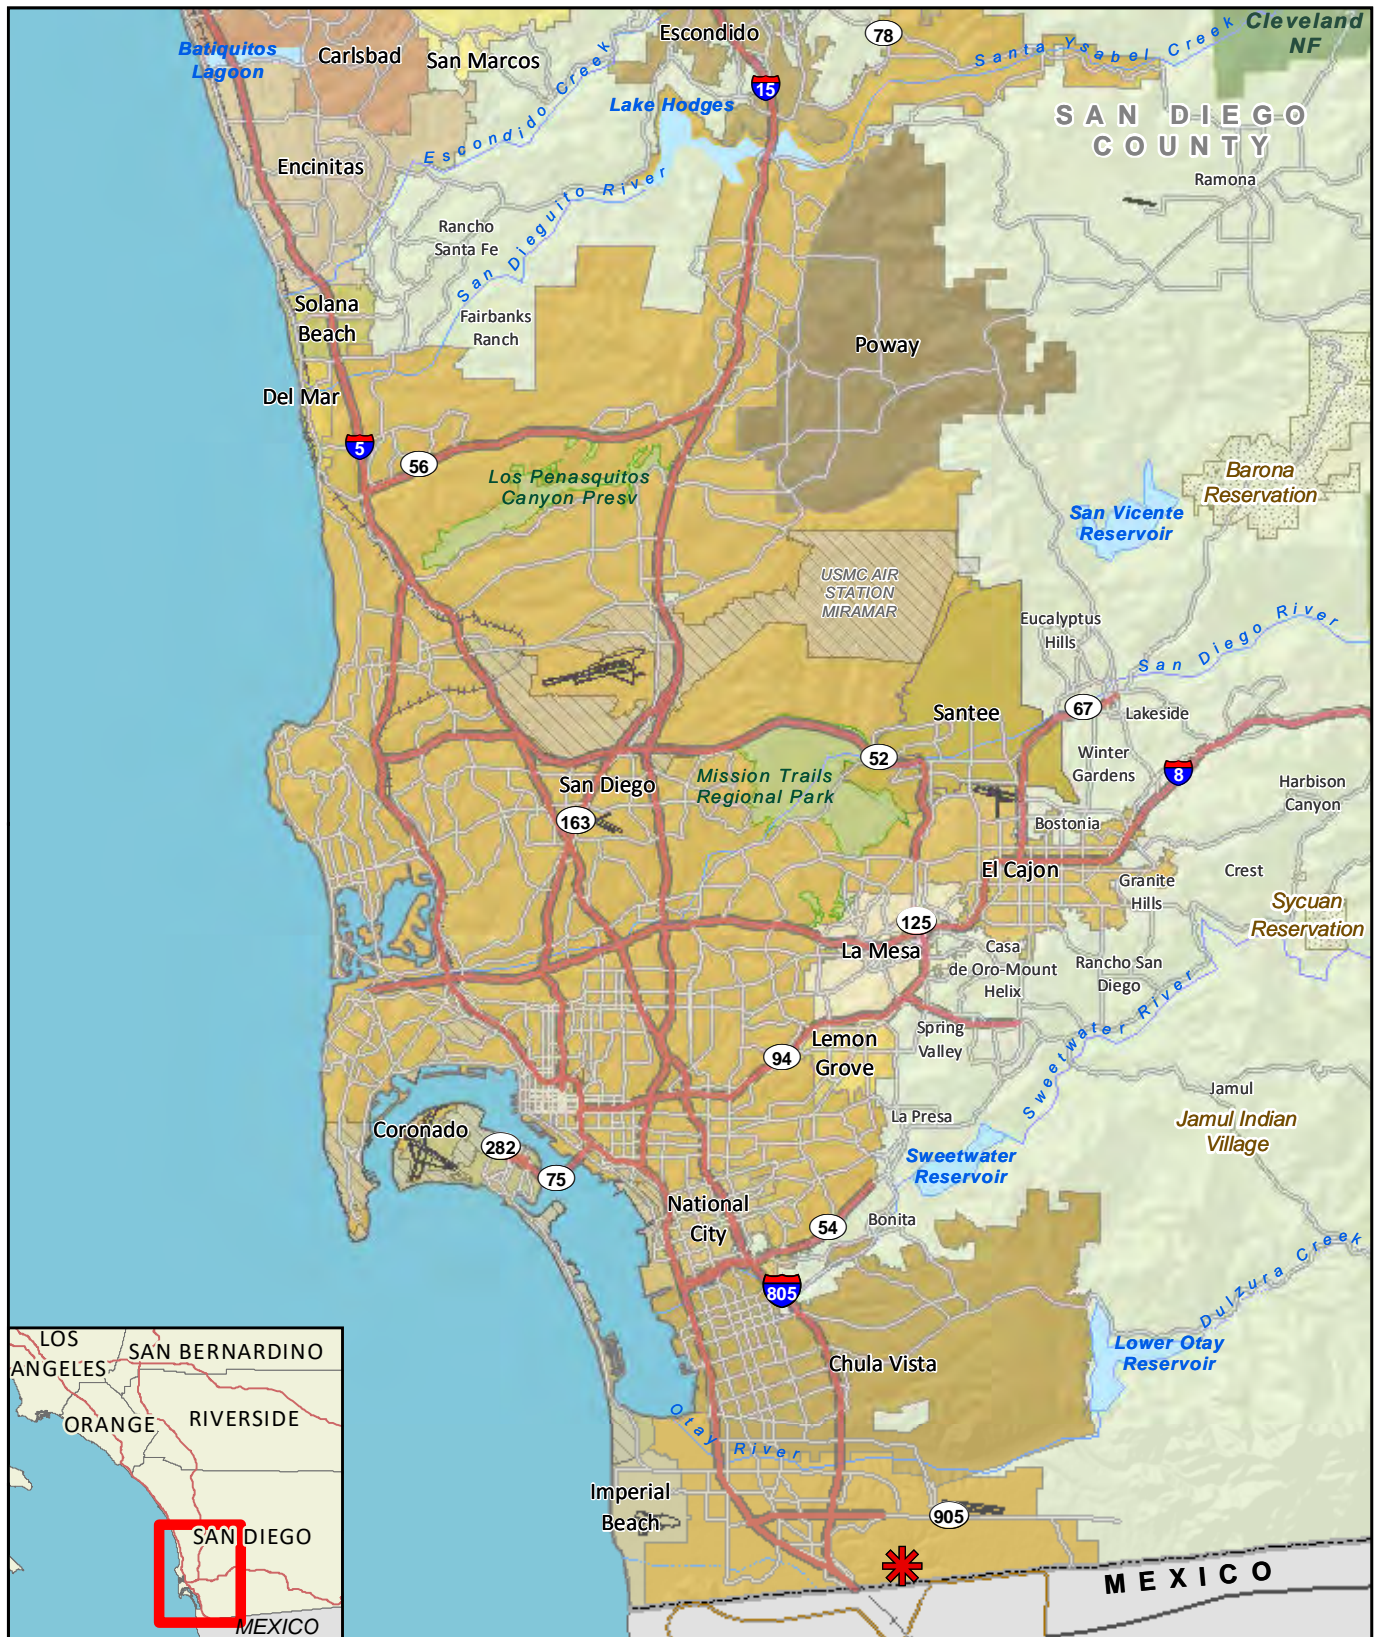 Cleveland
NF
Escondido
78
Batiquitos
Lagoon
Carlsbad
San Marcos
Santa Ysabel Creek
15
Lake Hodges
SAN DIEGO
COUNTY
Escondido Creek
Encinitas
Ramona
San Dieguito River
Rancho
Santa Fe
Solana
Beach
Fairbanks
Ranch
Poway
Del Mar
5
56
Los Penasquitos
Canyon Presv
Barona
Reservation
San Vicente
Reservoir
USMC AIR
STATION
MIRAMAR
Eucalyptus
Hills
San Diego River
Santee
67
Lakeside
52
Winter
Gardens
8
San Diego
Mission Trails
Regional Park
Harbison
Canyon
163
Bostonia
El Cajon
Granite
Hills
Crest
Sycuan
Reservation
125
La Mesa
Casa
de Oro-Mount
Helix
Rancho San
Diego
Spring
Valley
Sweetwater River
Lemon
Grove
94
Jamul
La Presa
Jamul Indian
Village
Coronado
282
75
Sweetwater
Reservoir
National
City
54
Bonita
805
Dulzura Creek
Lower Otay
Reservoir
Chula Vista
Otay River
Imperial
Beach
905
MEXICO
LOS
ANGELES
SAN BERNARDINO
ORANGE
RIVERSIDE
SAN DIEGO
MEXICO